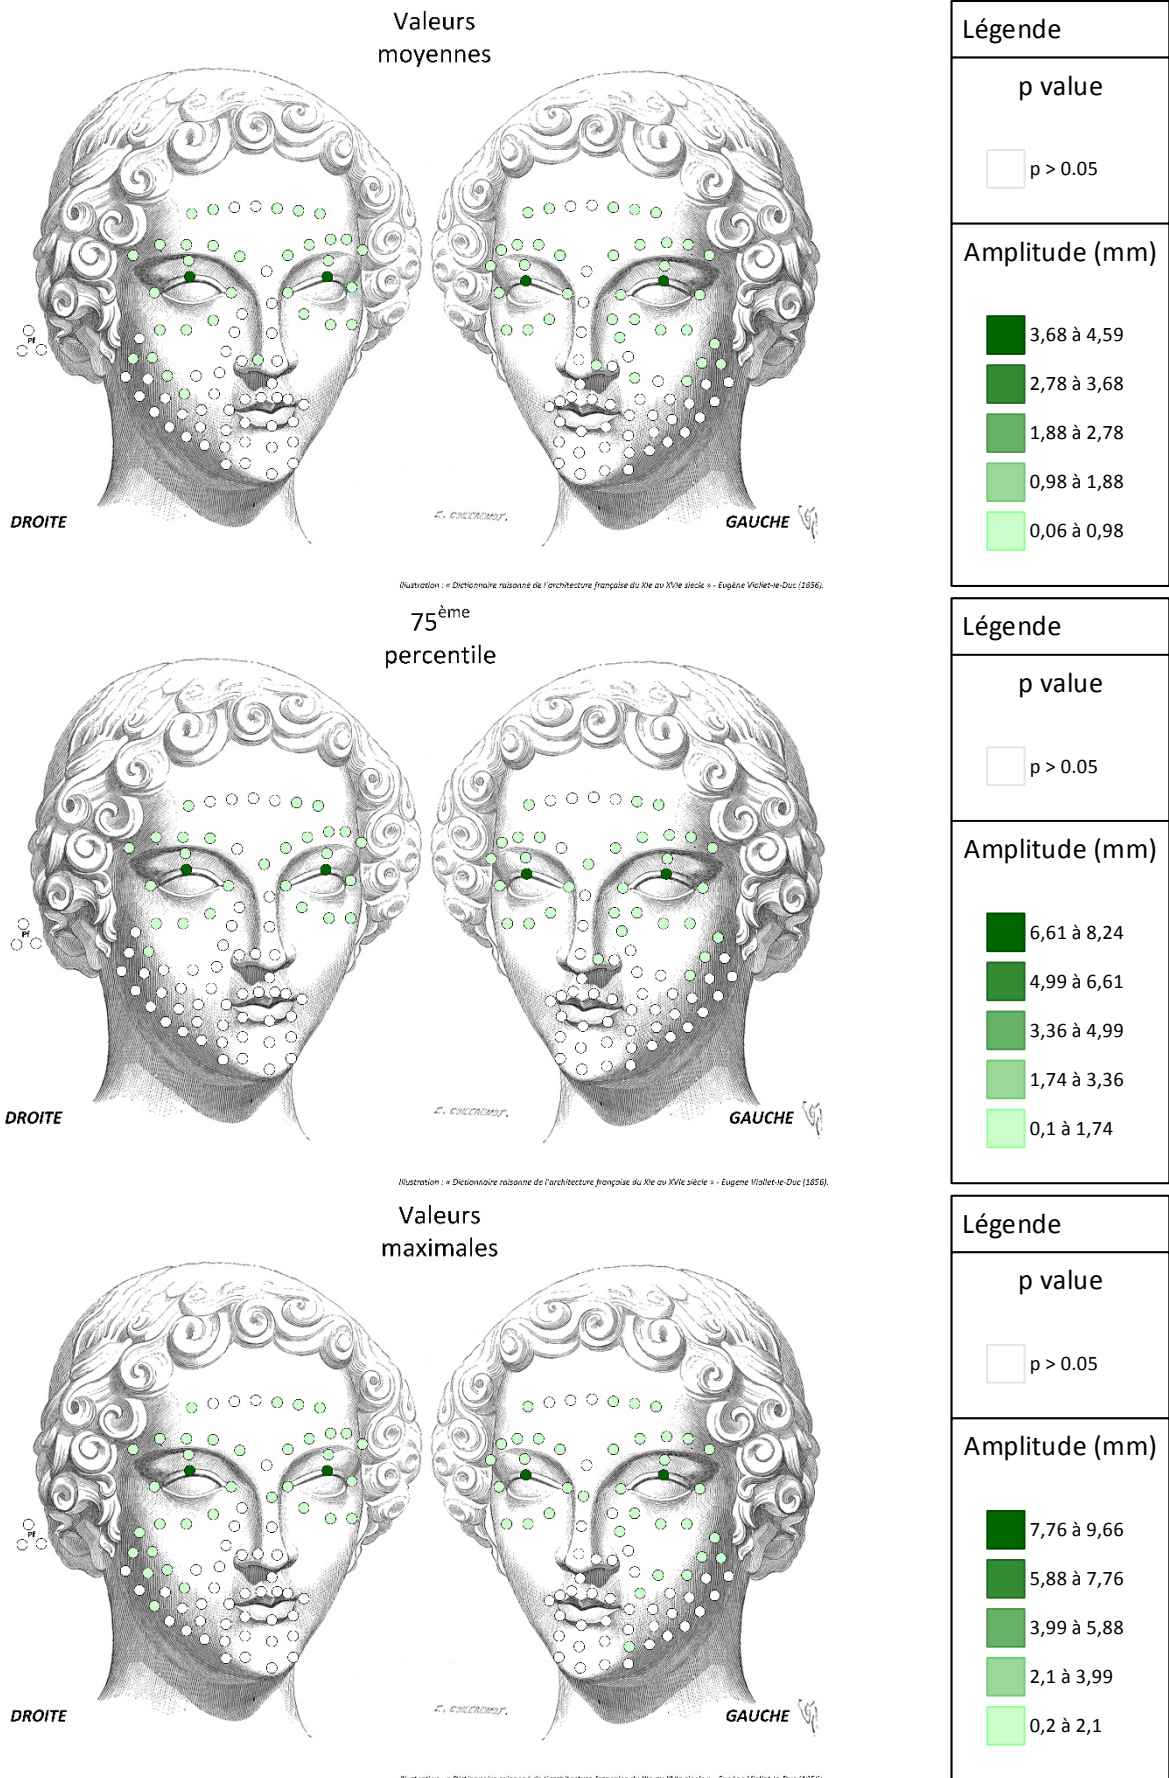 Valeurs
moyennes
Légende
p value
p > 0.05
Amplitude (mm)
3,68 à 4,59
2,78 à 3,68
1,88 à 2,78
0,98 à 1,88
0,06 à 0,98
Pf
DROITE
E. GUILLAUMOT.
GAUCHE
Illustration : « Dictionnaire raisonné de l'architecture française du XIe au XVIe siècle » - Eugène Viollet-le-Duc (1856).
75ème
percentile
Légende
p value
p > 0.05
Amplitude (mm)
6,61 à 8,24
4,99 à 6,61
3,36 à 4,99
1,74 à 3,36
0,1 à 1,74
Pf
DROITE
E. GUILLAUMOT.
GAUCHE
Illustration : « Dictionnaire raisonné de l'architecture française du XIe au XVIe siècle » - Eugène Viollet-le-Duc (1856).
Valeurs
maximales
Légende
p value
p > 0.05
Amplitude (mm)
7,76 à 9,66
5,88 à 7,76
3,99 à 5,88
2,1 à 3,99
0,2 à 2,1
Pf
DROITE
E. GUILLAUMOT.
GAUCHE